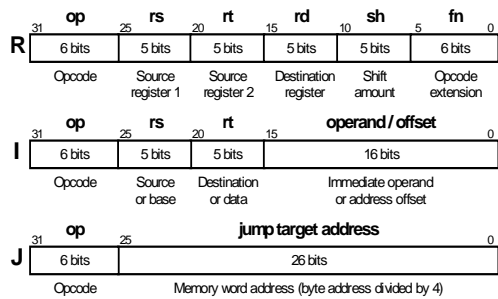 op rs rt rd sh fn
31 25 20 15 10 5 0
R 6 bits 5 bits 5 bits 5 bits 5 bits 6 bits
Opcode Source register 1 Source register 2 Destination register Shift amount Opcode extension
op rs rt operand / offset
31 25 20 15 0
I 6 bits 5 bits 5 bits 16 bits
Opcode Source or base Destination or data Immediate operand or address offset
op jump target address
31 25 0
J 6 bits 26 bits
Opcode Memory word address (byte address divided by 4)